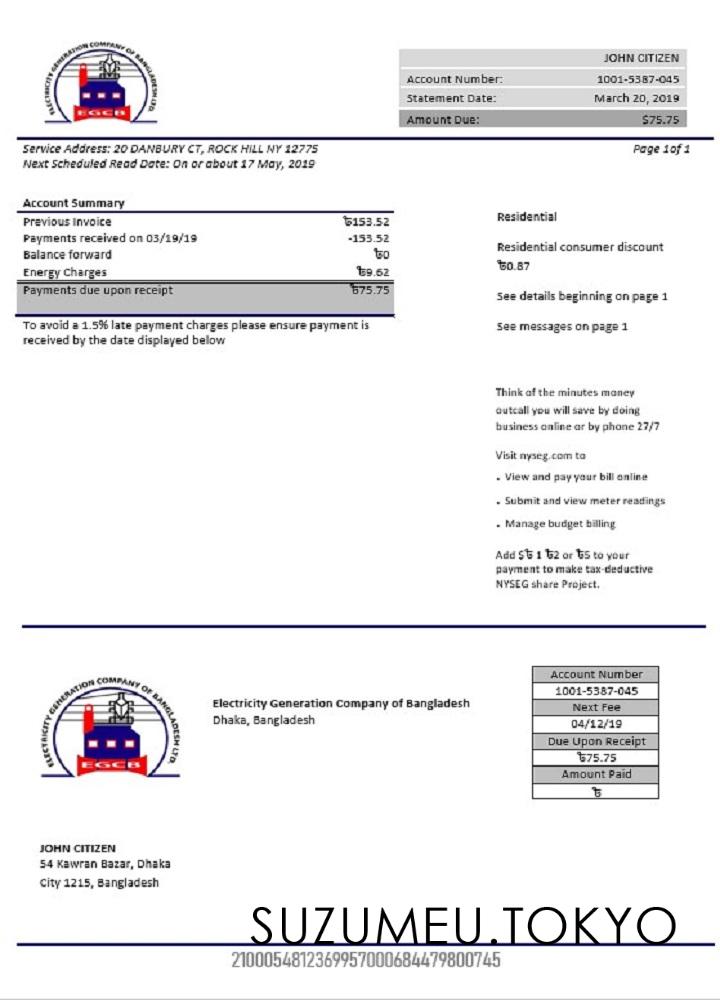 ELECTRICITY GENERATION COMPANY OF BANGLADESH LTD.
EGCB
JOHN CITIZEN
Account Number: 1001-5387-045
Statement Date: March 20, 2019
Amount Due: $75.75
Service Address: 20 DANBURY CT, ROCK HILL NY 12775
Page 1of 1
Next Scheduled Read Date: On or about 17 May, 2019
Account Summary
Previous Invoice ৳153.52
Payments received on 03/19/19 -153.52
Balance forward ৳0
Energy Charges ৳9.62
Payments due upon receipt ৳75.75
To avoid a 1.5% late payment charges please ensure payment is
received by the date displayed below
Residential
Residential consumer discount
৳0.87
See details beginning on page 1
See messages on page 1
Think of the minutes money
outcall you will save by doing
business online or by phone 27/7
Visit nyseg.com to
. View and pay your bill online
. Submit and view meter readings
. Manage budget billing
Add $৳ 1 ৳2 or ৳5 to your
payment to make tax-deductive
NYSEG share Project.
ELECTRICITY GENERATION COMPANY OF BANGLADESH LTD.
EGCB
Electricity Generation Company of Bangladesh
Dhaka, Bangladesh
Account Number
1001-5387-045
Next Fee
04/12/19
Due Upon Receipt
৳75.75
Amount Paid
৳
JOHN CITIZEN
54 Kawran Bazar, Dhaka
City 1215, Bangladesh
SUZUMEU.TOKYO
2100054812369957000684479800745